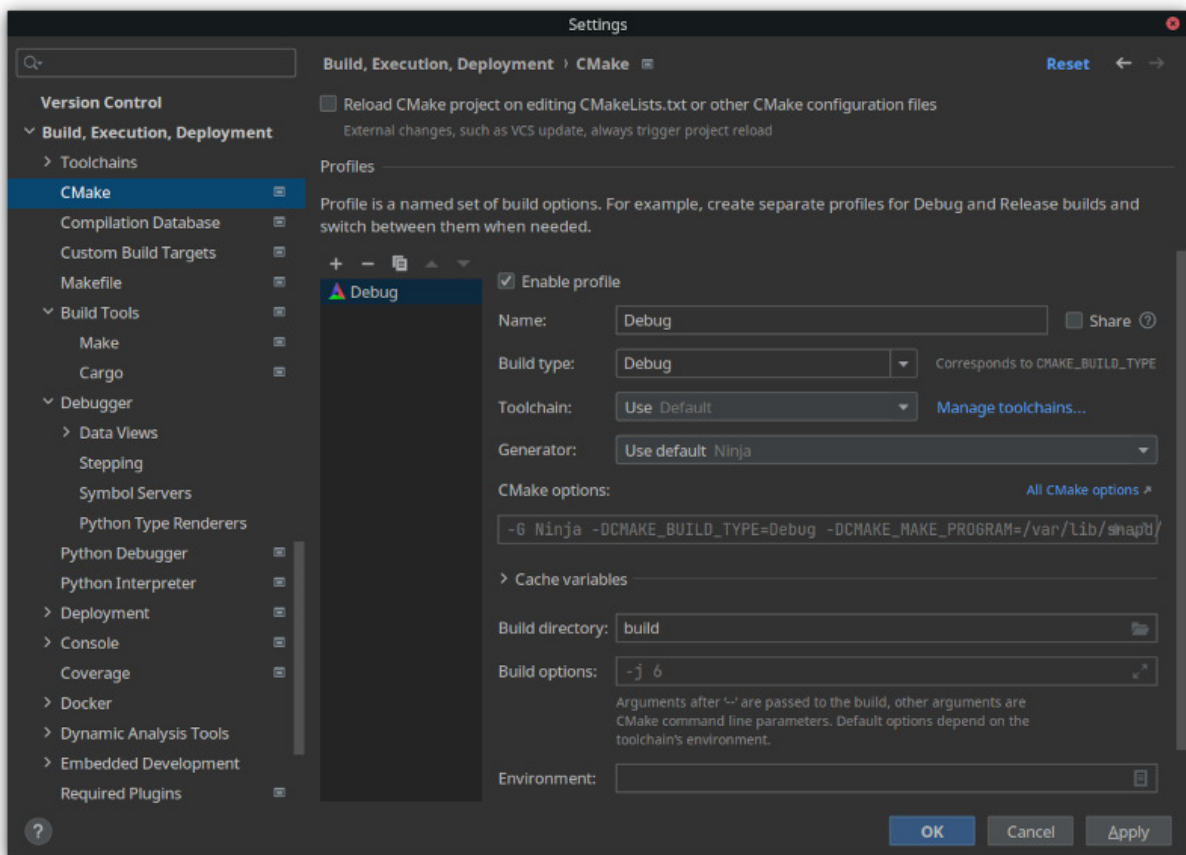 Settings
Version Control
Build, Execution, Deployment
Toolchains
CMake
Compilation Database
Custom Build Targets
Makefile
Build Tools
Make
Cargo
Debugger
Data Views
Stepping
Symbol Servers
Python Type Renderers
Python Debugger
Python Interpreter
Deployment
Console
Coverage
Docker
Dynamic Analysis Tools
Embedded Development
Required Plugins
Build, Execution, Deployment › CMake
Reset
Reload CMake project on editing CMakeLists.txt or other CMake configuration files
External changes, such as VCS update, always trigger project reload
Profiles
Profile is a named set of build options. For example, create separate profiles for Debug and Release builds and
switch between them when needed.
Debug
Enable profile
Name: Debug Share ?
Build type: Debug Corresponds to CMAKE_BUILD_TYPE
Toolchain: Use Default Manage toolchains...
Generator: Use default Ninja
CMake options: All CMake options ↗
-G Ninja -DCMAKE_BUILD_TYPE=Debug -DCMAKE_MAKE_PROGRAM=/var/lib/snapd/
Cache variables
Build directory: build
Build options: -j 6
Arguments after '--' are passed to the build, other arguments are
CMake command line parameters. Default options depend on the
toolchain's environment.
Environment:
? OK Cancel Apply